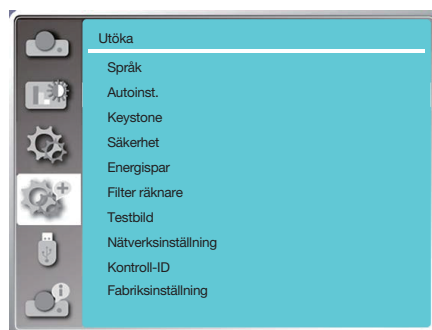 Utöka
Språk
Autoinst.
Keystone
Säkerhet
Energispar
Filter räknare
Testbild
Nätverksinställning
Kontroll-ID
Fabriksinställning